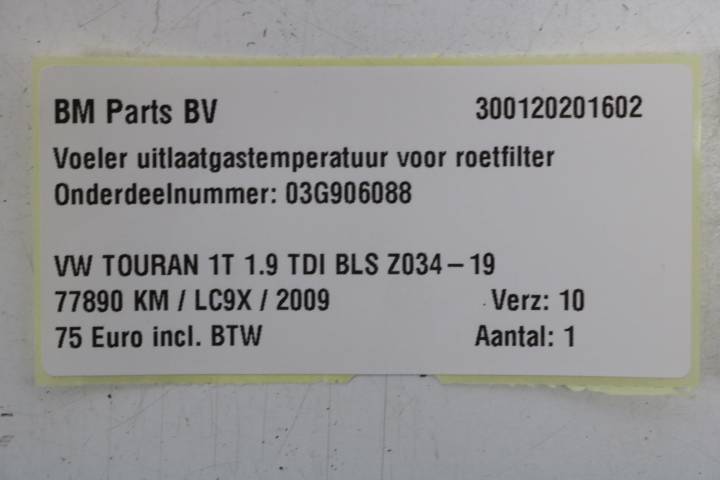 BM Parts BV 300120201602
Voeler uitlaatgastemperatuur voor roetfilter
Onderdeelnummer: 03G906088
VW TOURAN 1T 1.9 TDI BLS Z034-19
77890 KM / LC9X / 2009 Verz: 10
75 Euro incl. BTW Aantal: 1